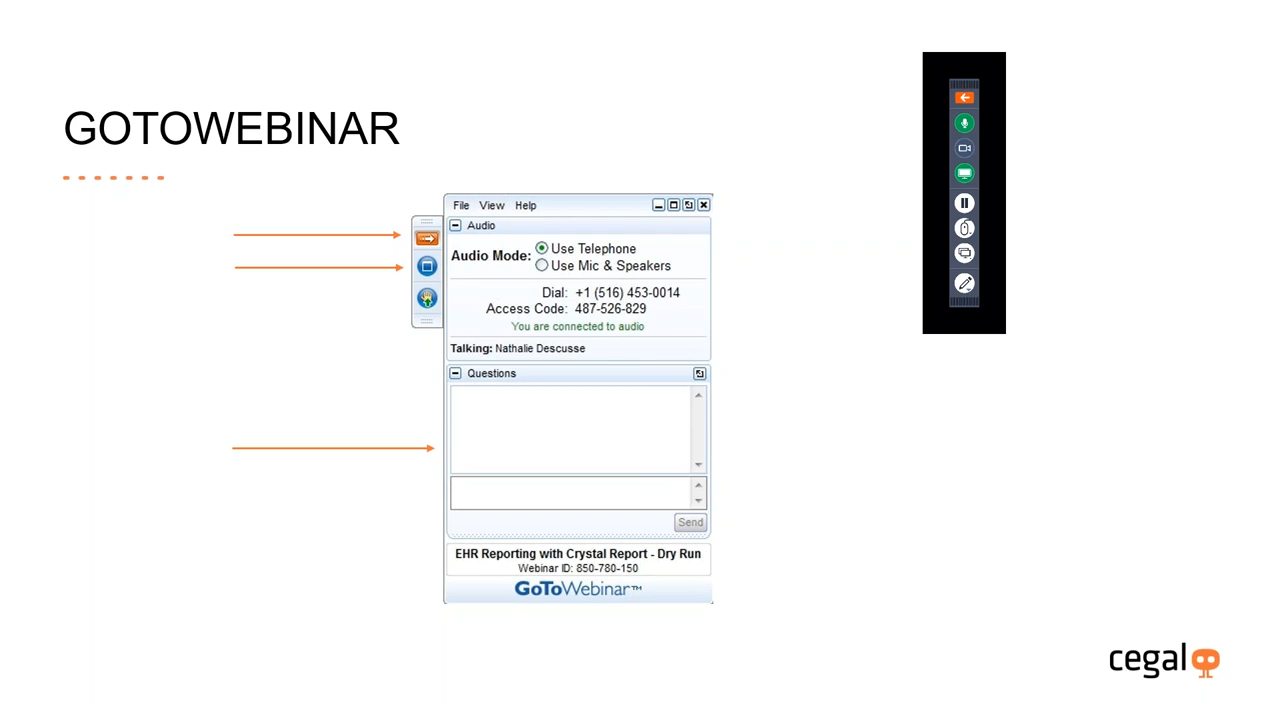 GOTOWEBINAR
File View Help
Audio
Audio Mode:
Use Telephone
Use Mic & Speakers
Dial: +1 (516) 453-0014
Access Code: 487-526-829
You are connected to audio
Talking: Nathalie Descusse
Questions
Send
EHR Reporting with Crystal Report - Dry Run
Webinar ID: 850-780-150
GoToWebinar™
cegal